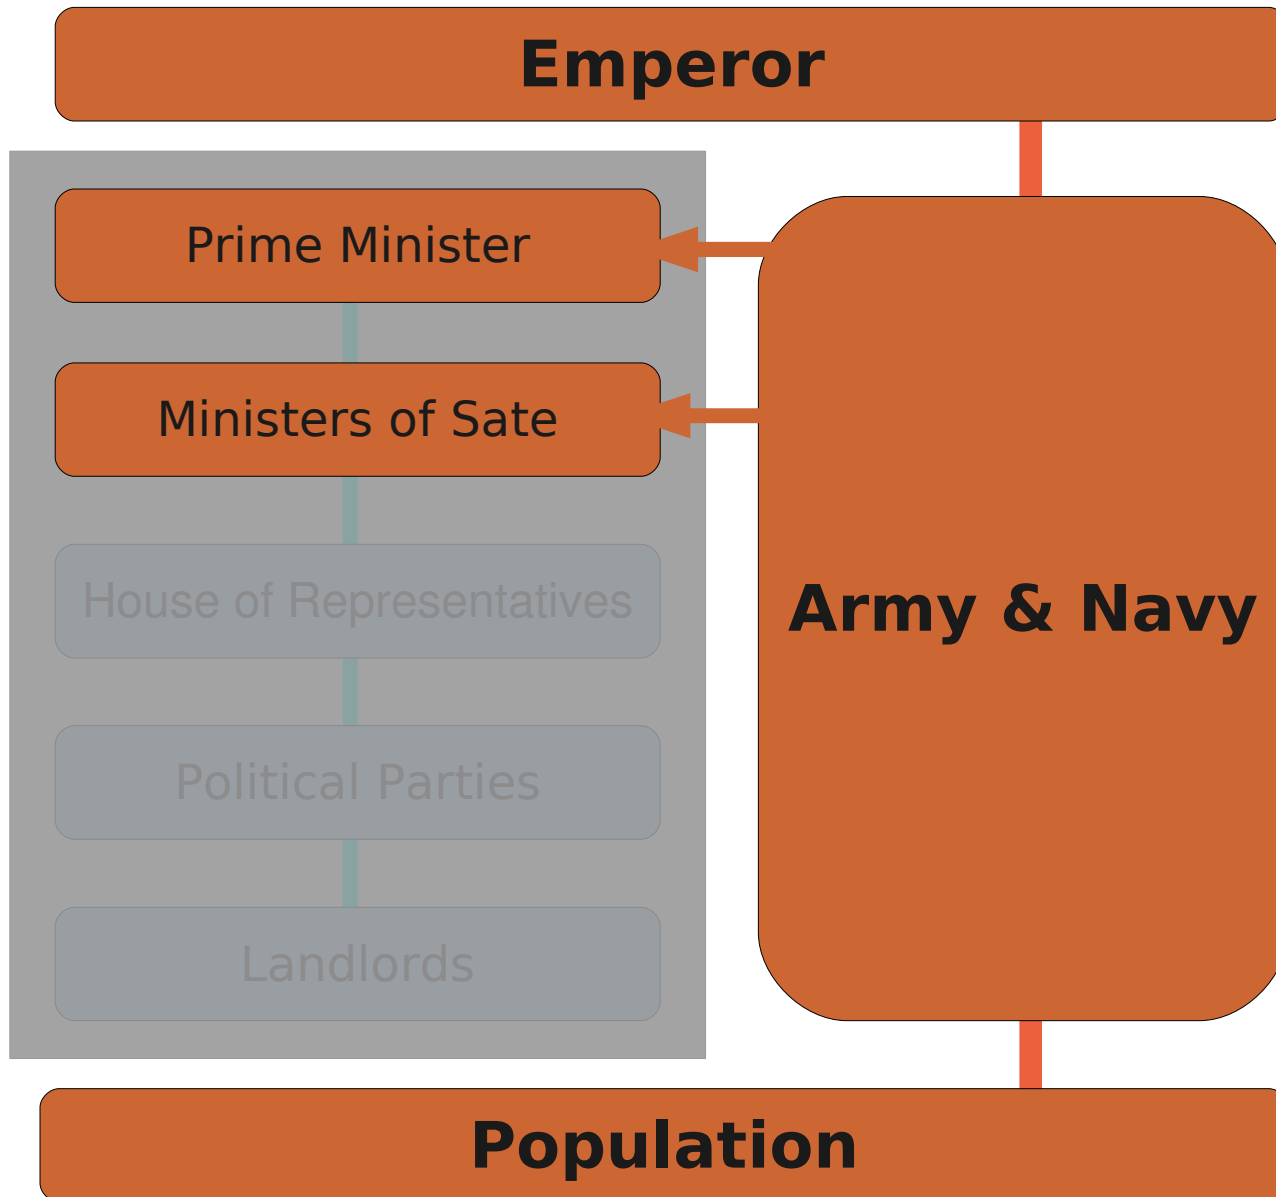 Emperor
Prime Minister
Ministers of Sate
House of Representatives
Political Parties
Landlords
Army & Navy
Population